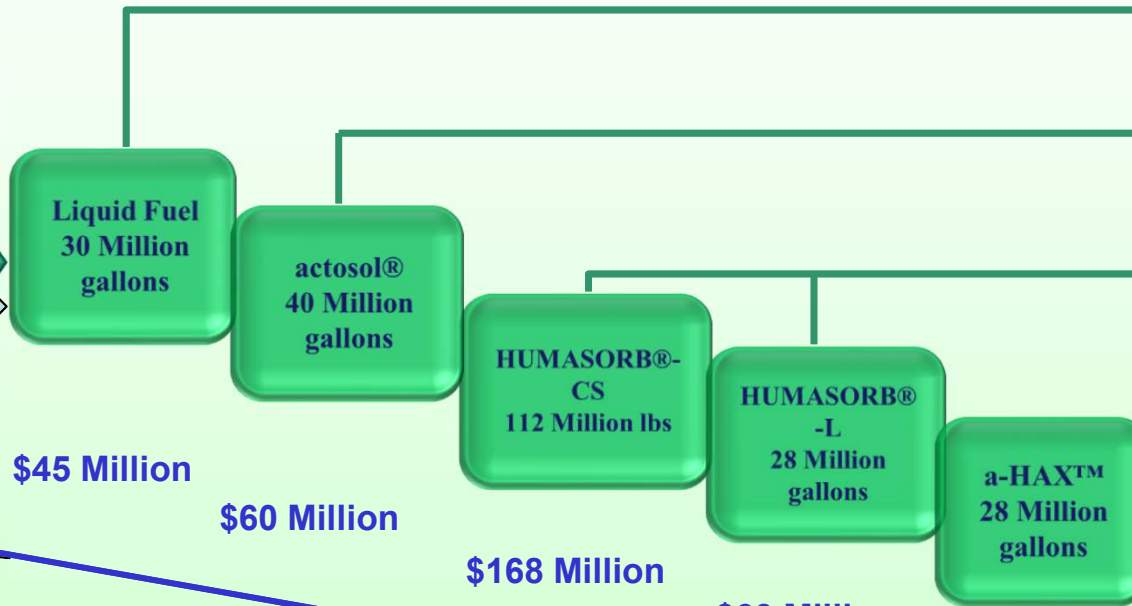 Liquid Fuel
30 Million
gallons
actosol®
40 Million
gallons
HUMASORB®-
CS
112 Million lbs
HUMASORB®
-L
28 Million
gallons
a-HAX™
28 Million
gallons
$45 Million
$60 Million
$168 Million